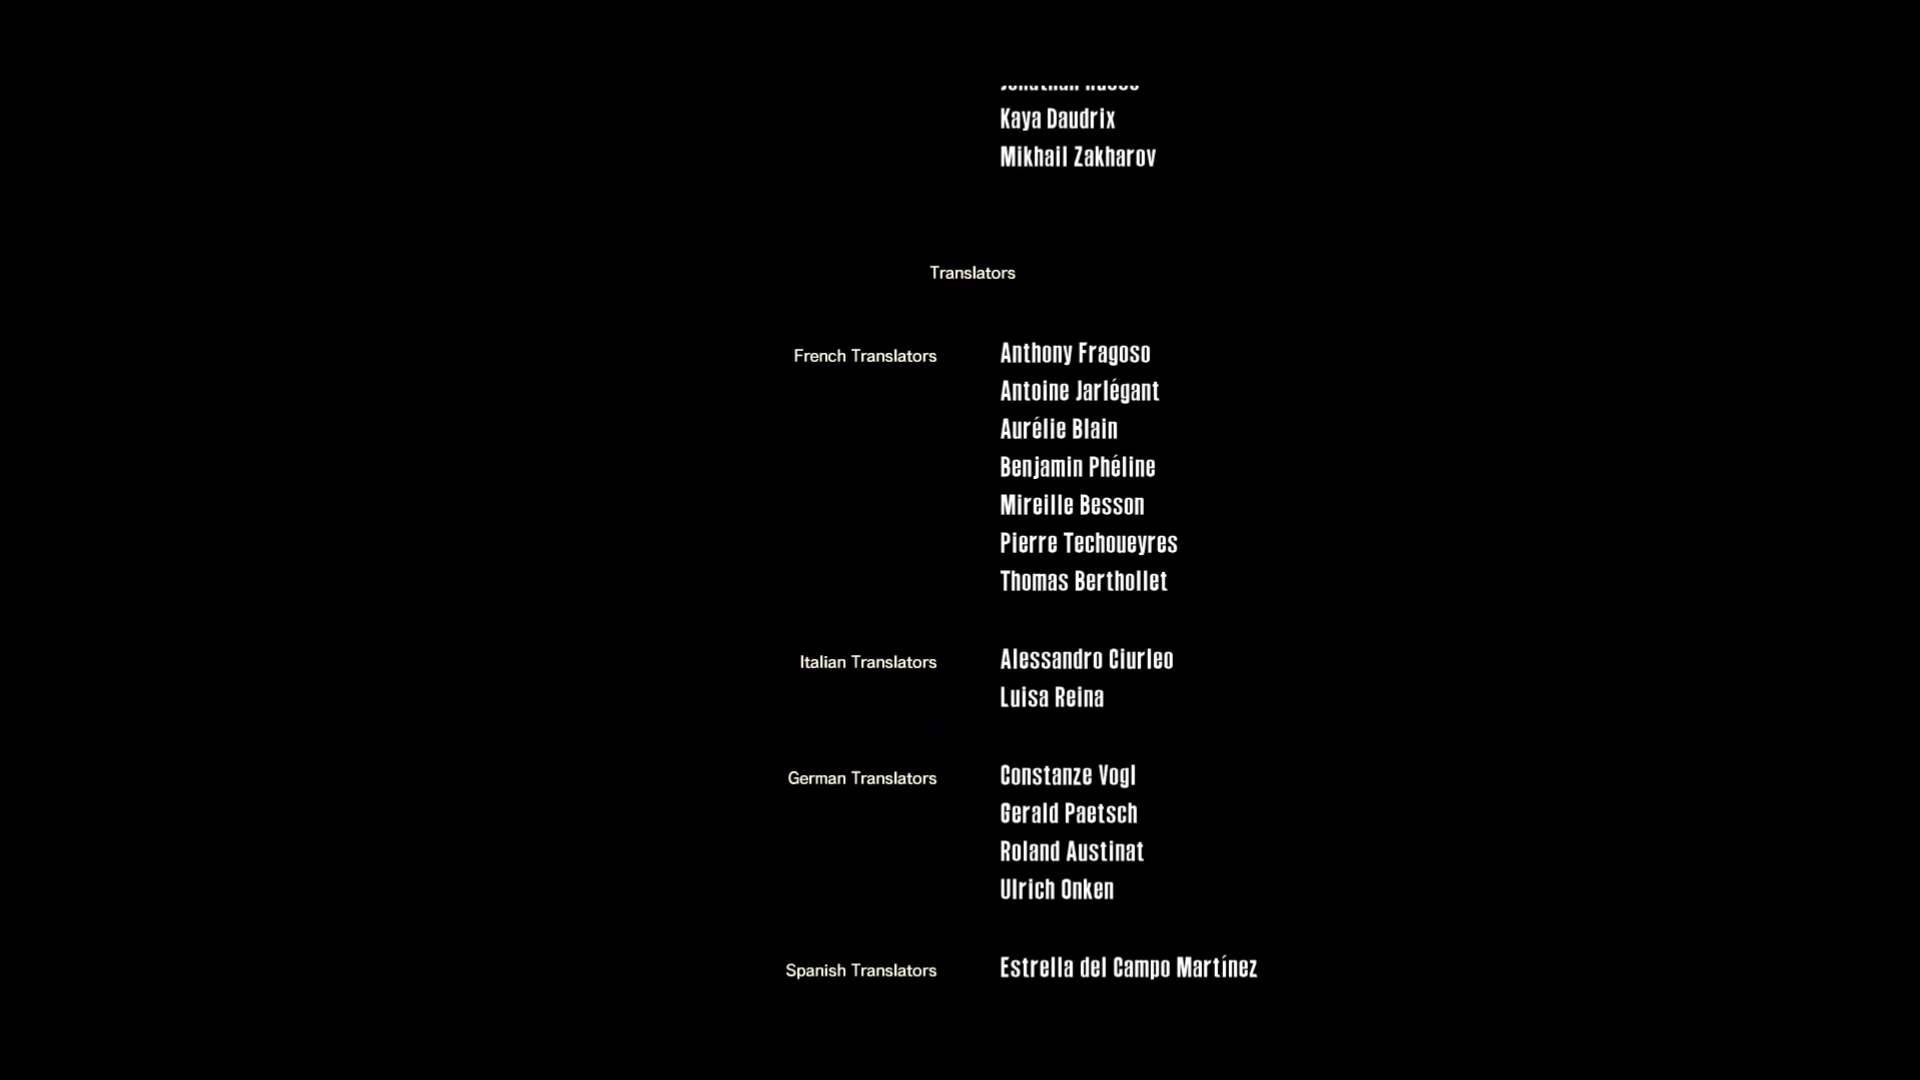 Kaya Daudrix
Mikhail Zakharov
Translators
French Translators Anthony Fragoso
Antoine Jarlégant
Aurélie Blain
Benjamin Phéline
Mireille Besson
Pierre Techoueyres
Thomas Berthollet
Italian Translators Alessandro Ciurleo
Luisa Reina
German Translators Constanze Vogl
Gerald Paetsch
Roland Austinat
Ulrich Onken
Spanish Translators Estrella del Campo Martínez